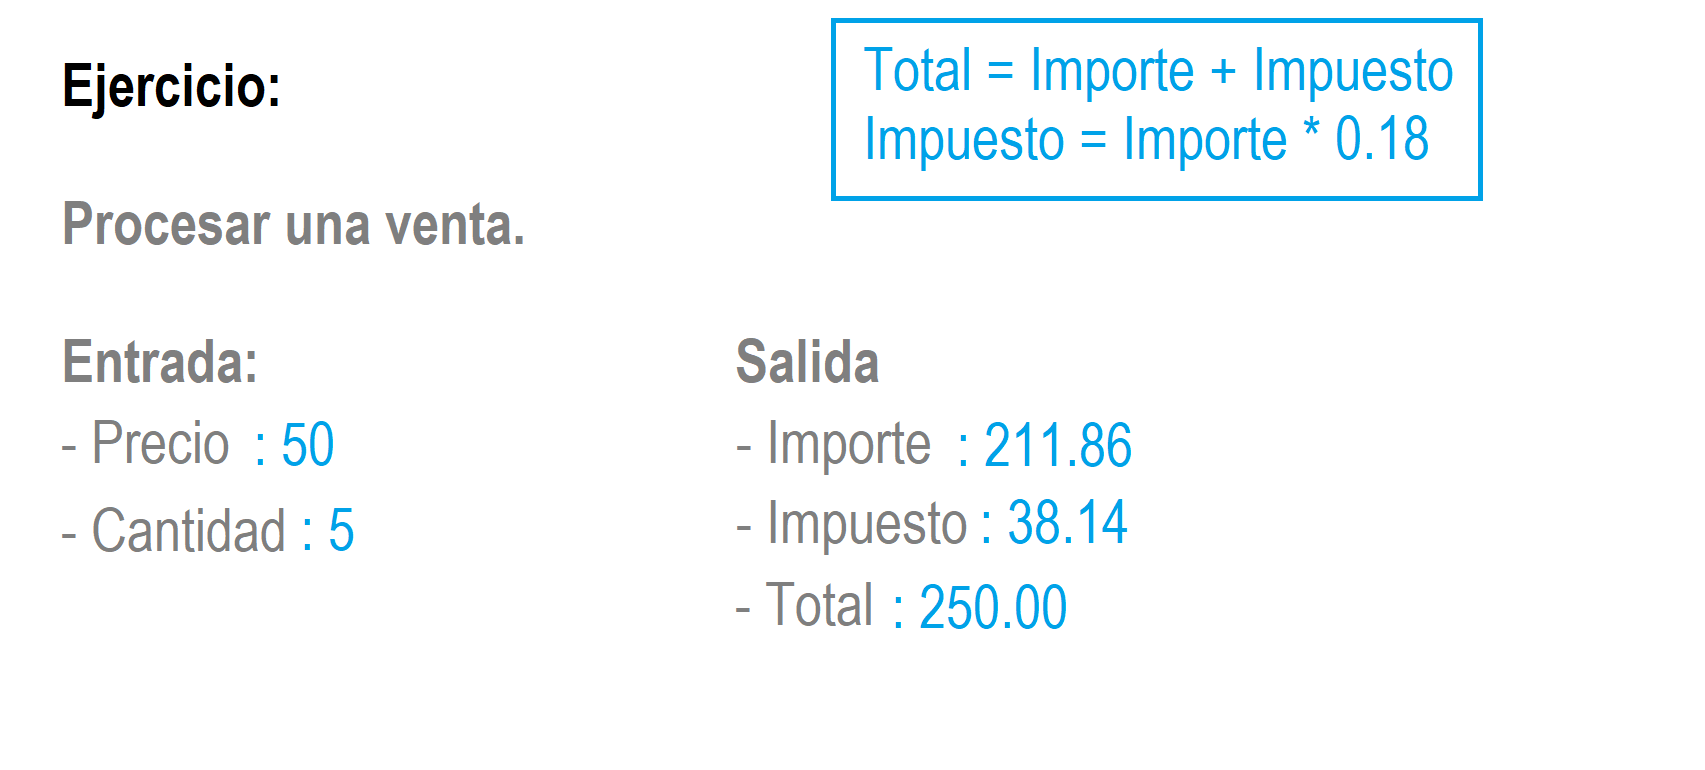 Total = Importe + Impuesto
Ejercicio:
Impuesto = Importe * 0.18
Procesar una venta.
Entrada:
- Precio : 50
- Cantidad : 5
Salida
- Importe : 211.86
- Impuesto : 38.14
- Total : 250.00